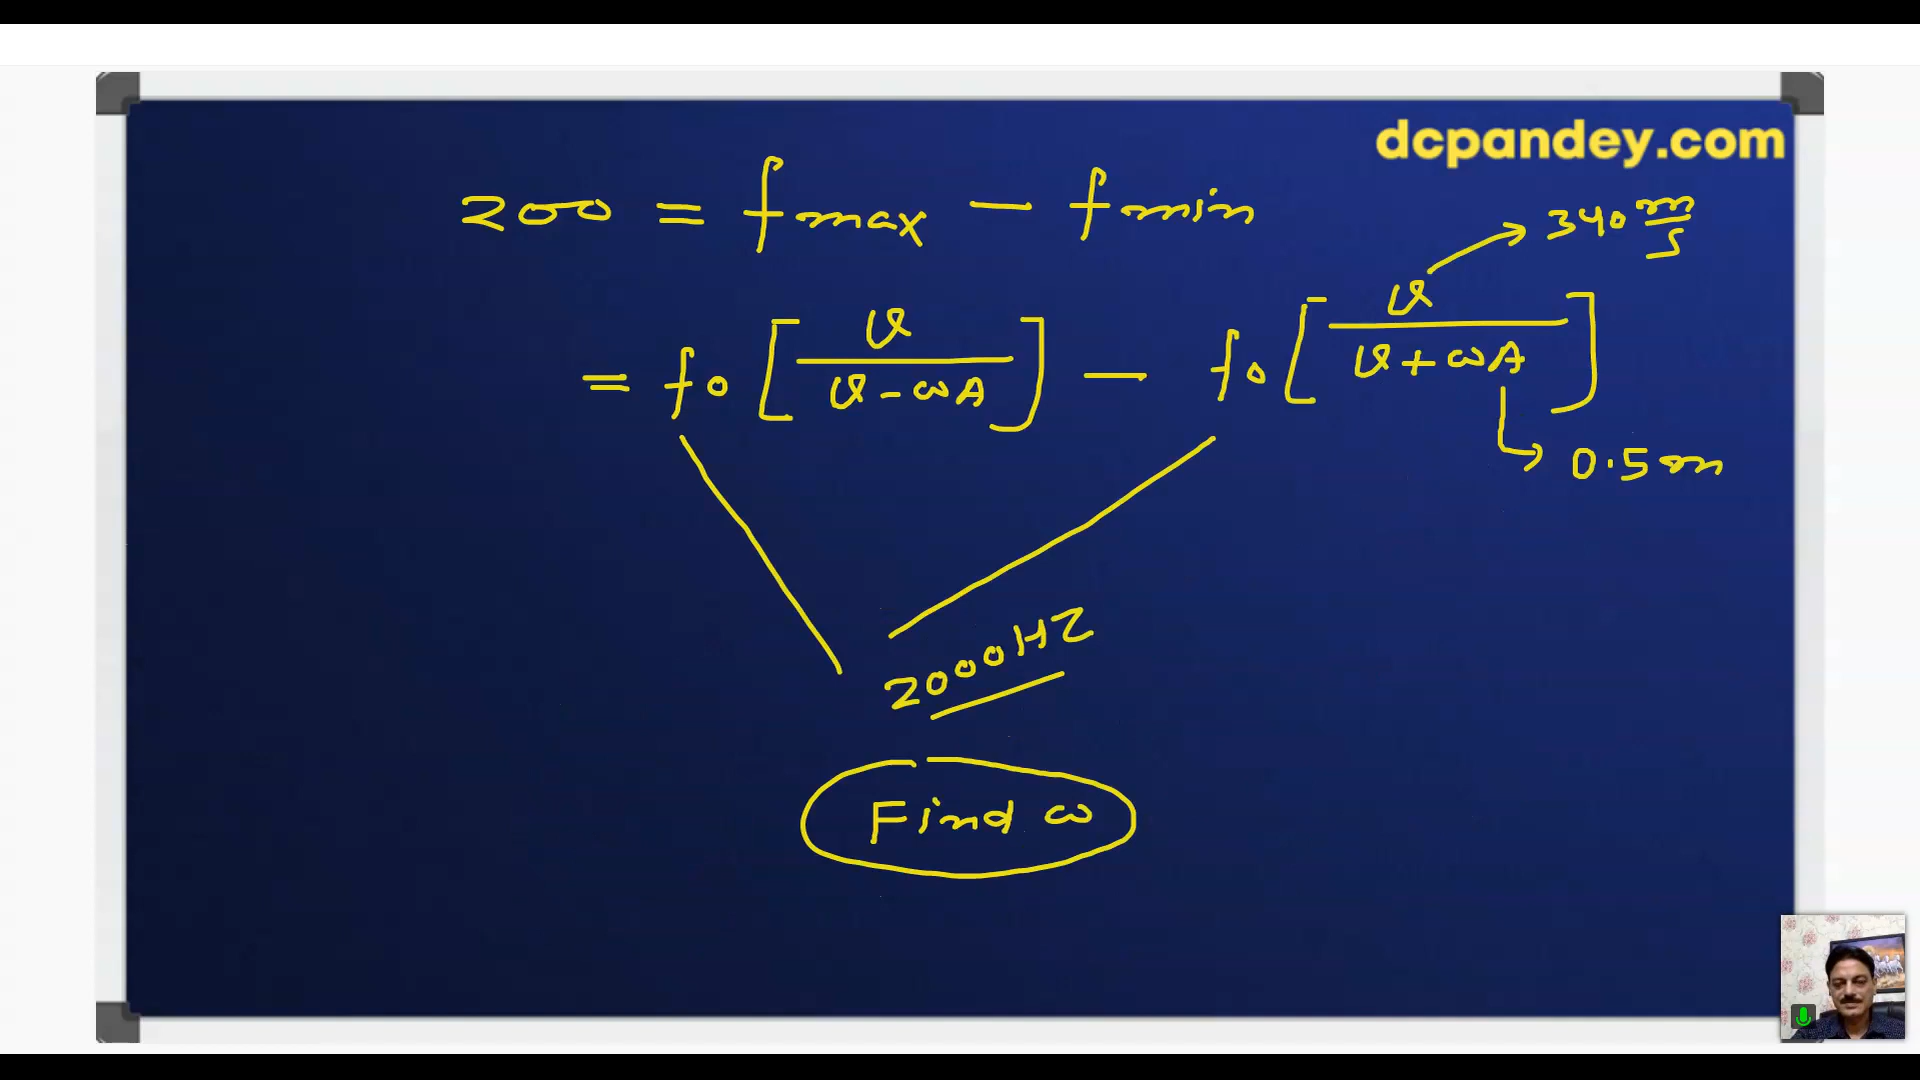 dcpandey.com
200 = fmax − fmin
340 m/s
= f0 [ v / (v − ωA) ] − f0 [ v / (v + ωA) ]
0.5 m
2000 HZ
Find ω